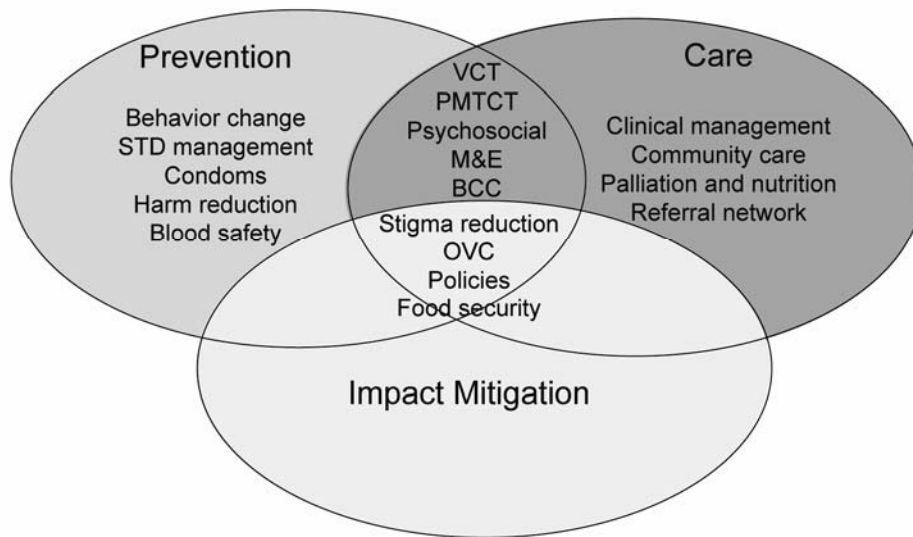 Prevention
Behavior change
STD management
Condoms
Harm reduction
Blood safety
VCT
PMTCT
Psychosocial
M&E
BCC
Care
Clinical management
Community care
Palliation and nutrition
Referral network
Stigma reduction
OVC
Policies
Food security
Impact Mitigation